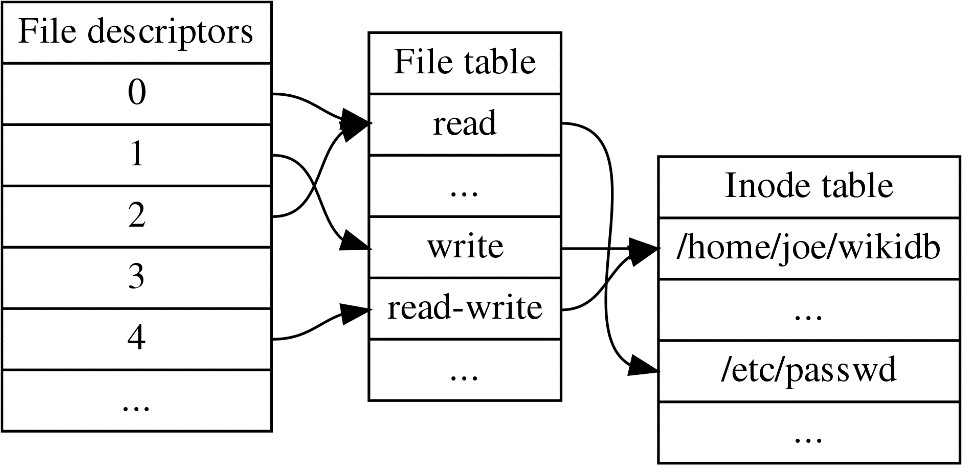 File descriptors
0
1
2
3
4
...
File table
read
...
write
read-write
...
Inode table
/home/joe/wikidb
...
/etc/passwd
...